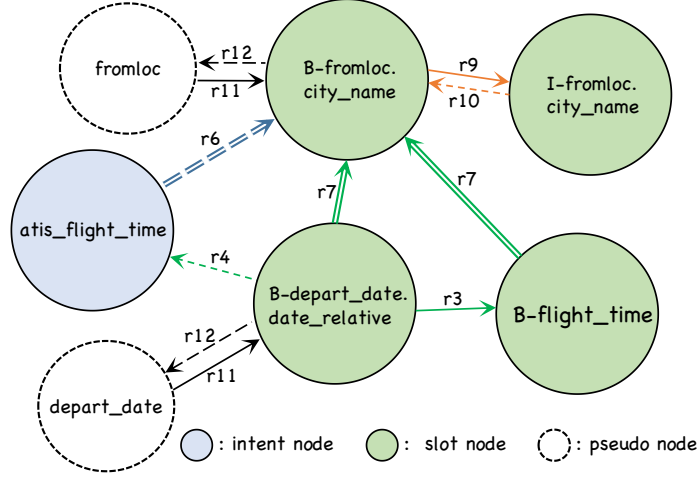 fromloc
r12
r11
B-fromloc.
city_name
r9
r10
I-fromloc.
city_name
r6
r7
r7
atis_flight_time
r4
B-depart_date.
date_relative
r3
B-flight_time
r12
r11
depart_date
: intent node
: slot node
: pseudo node